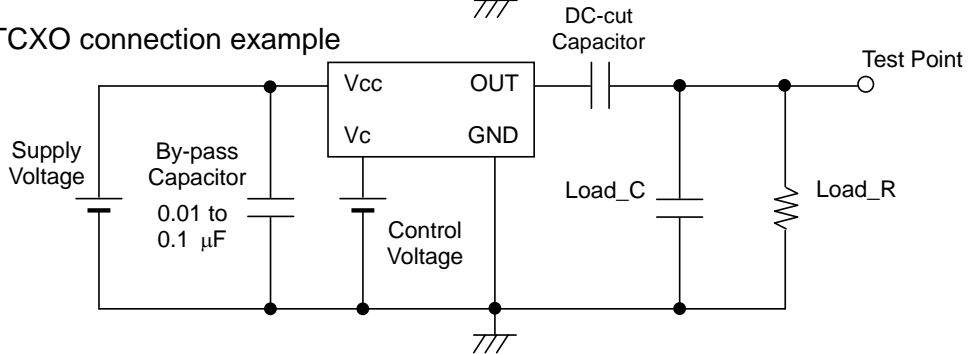 DC-cut
Capacitor
TCXO connection example
Test Point
Vcc
OUT
Vc
GND
Supply
Voltage
By-pass
Capacitor
0.01 to
0.1 μF
Control
Voltage
Load_C
Load_R